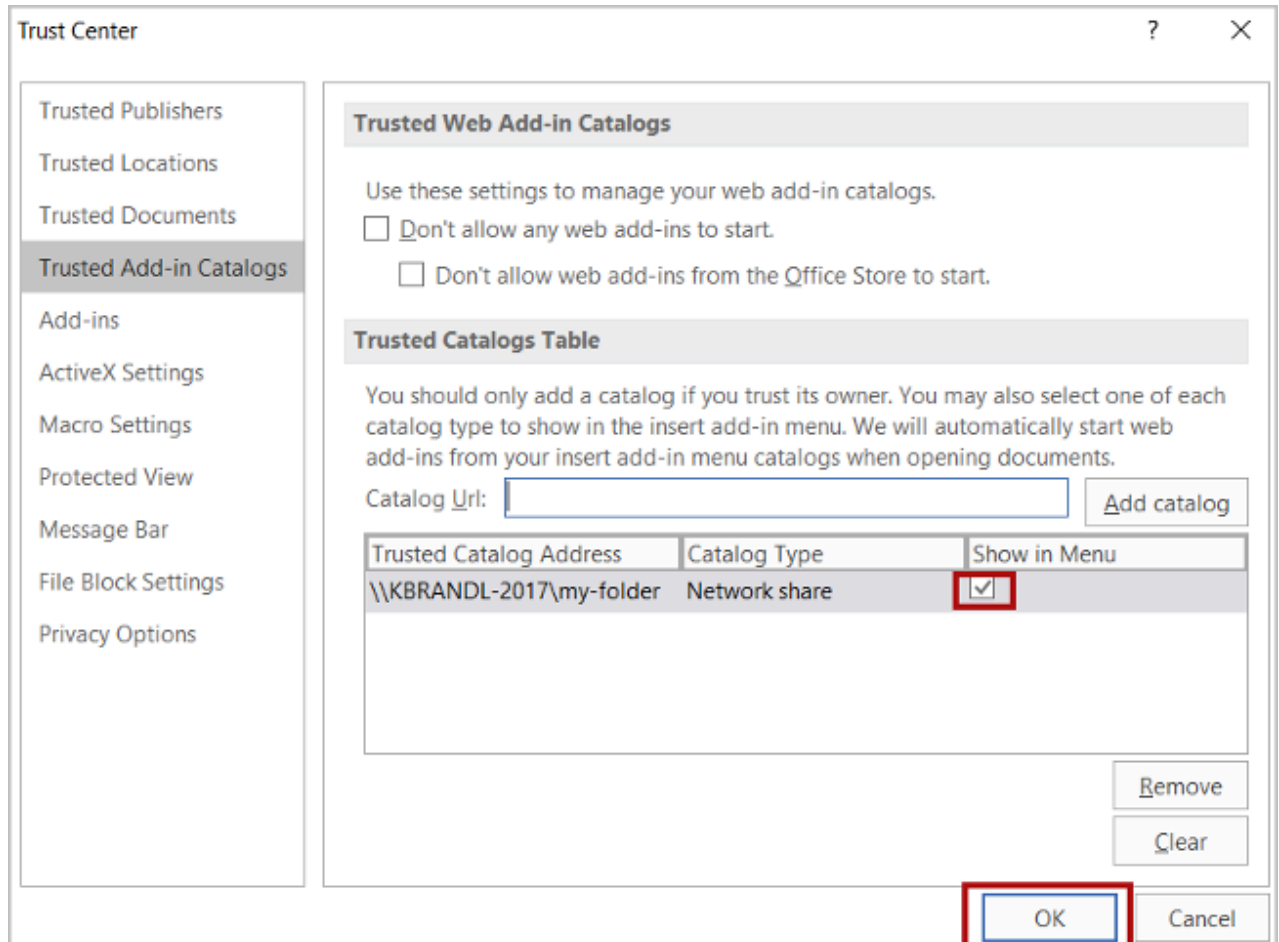 Trust Center
?
Trusted Publishers
Trusted Locations
Trusted Documents
Trusted Add-in Catalogs
Add-ins
ActiveX Settings
Macro Settings
Protected View
Message Bar
File Block Settings
Privacy Options
Trusted Web Add-in Catalogs
Use these settings to manage your web add-in catalogs.
Don't allow any web add-ins to start.
Don't allow web add-ins from the Office Store to start.
Trusted Catalogs Table
You should only add a catalog if you trust its owner. You may also select one of each
catalog type to show in the insert add-in menu. We will automatically start web
add-ins from your insert add-in menu catalogs when opening documents.
Catalog Url:
Add catalog
Trusted Catalog Address Catalog Type Show in Menu
\\KBRANDL-2017\my-folder Network share
Remove
Clear
OK Cancel